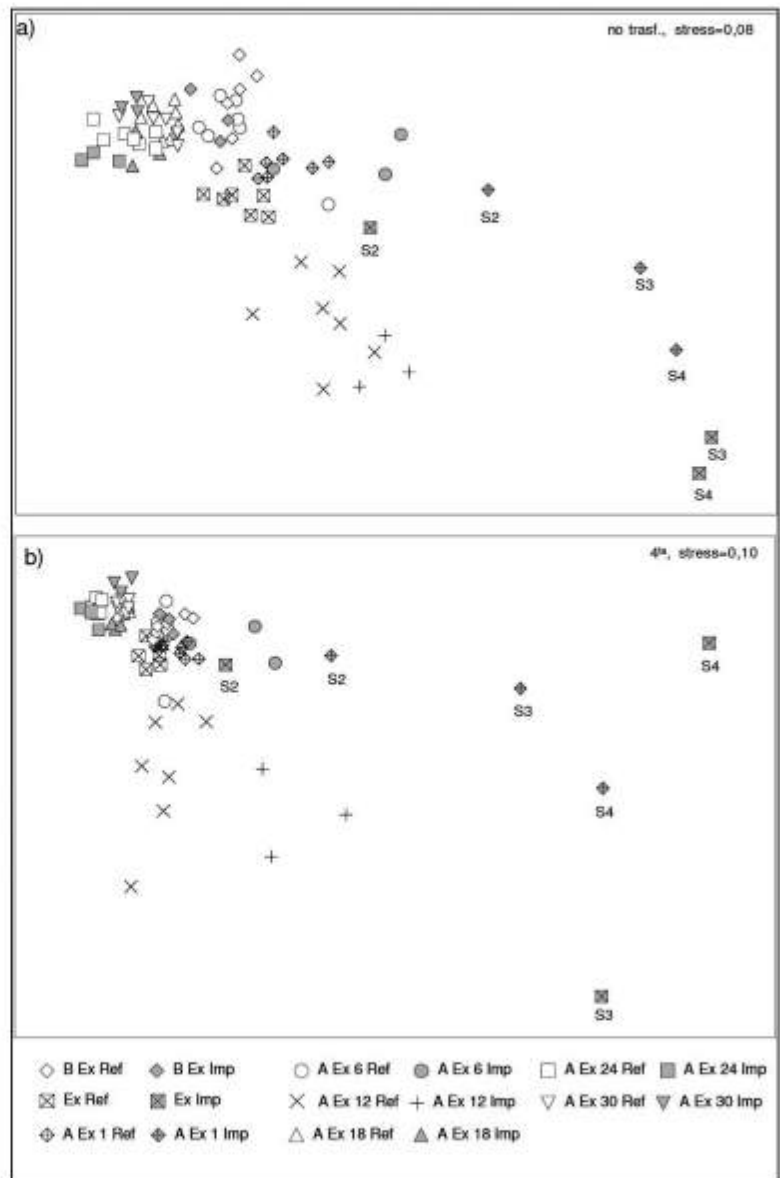 a)
no trasf., stress=0,08
S2
S2
S3
S4
S3
S4
b)
4ta, stress=0,10
S2
S2
S4
S3
S4
S3
B Ex Ref B Ex Imp A Ex 6 Ref A Ex 6 Imp A Ex 24 Ref A Ex 24 Imp
Ex Ref Ex Imp A Ex 12 Ref A Ex 12 Imp A Ex 30 Ref A Ex 30 Imp
A Ex 1 Ref A Ex 1 Imp A Ex 18 Ref A Ex 18 Imp